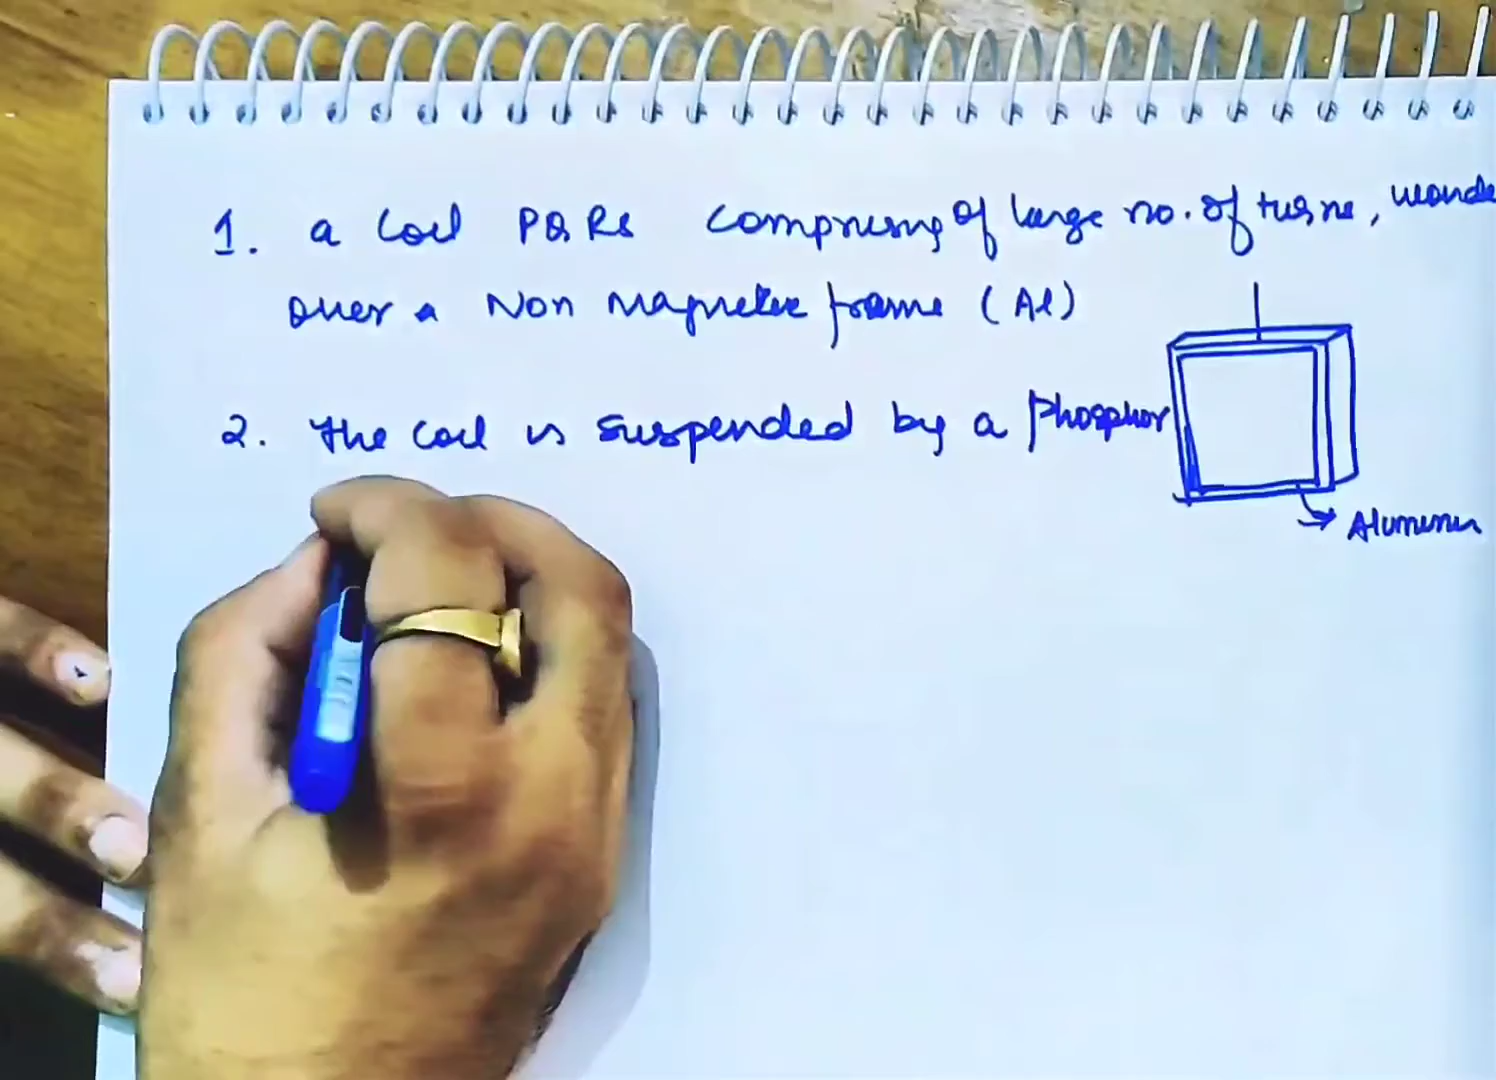 1. a Coil PQRS comprising of large no. of turns, wounde
over a Non Magnetic frame (Al)
2. the coil is suspended by a Phosphor
Aluminum